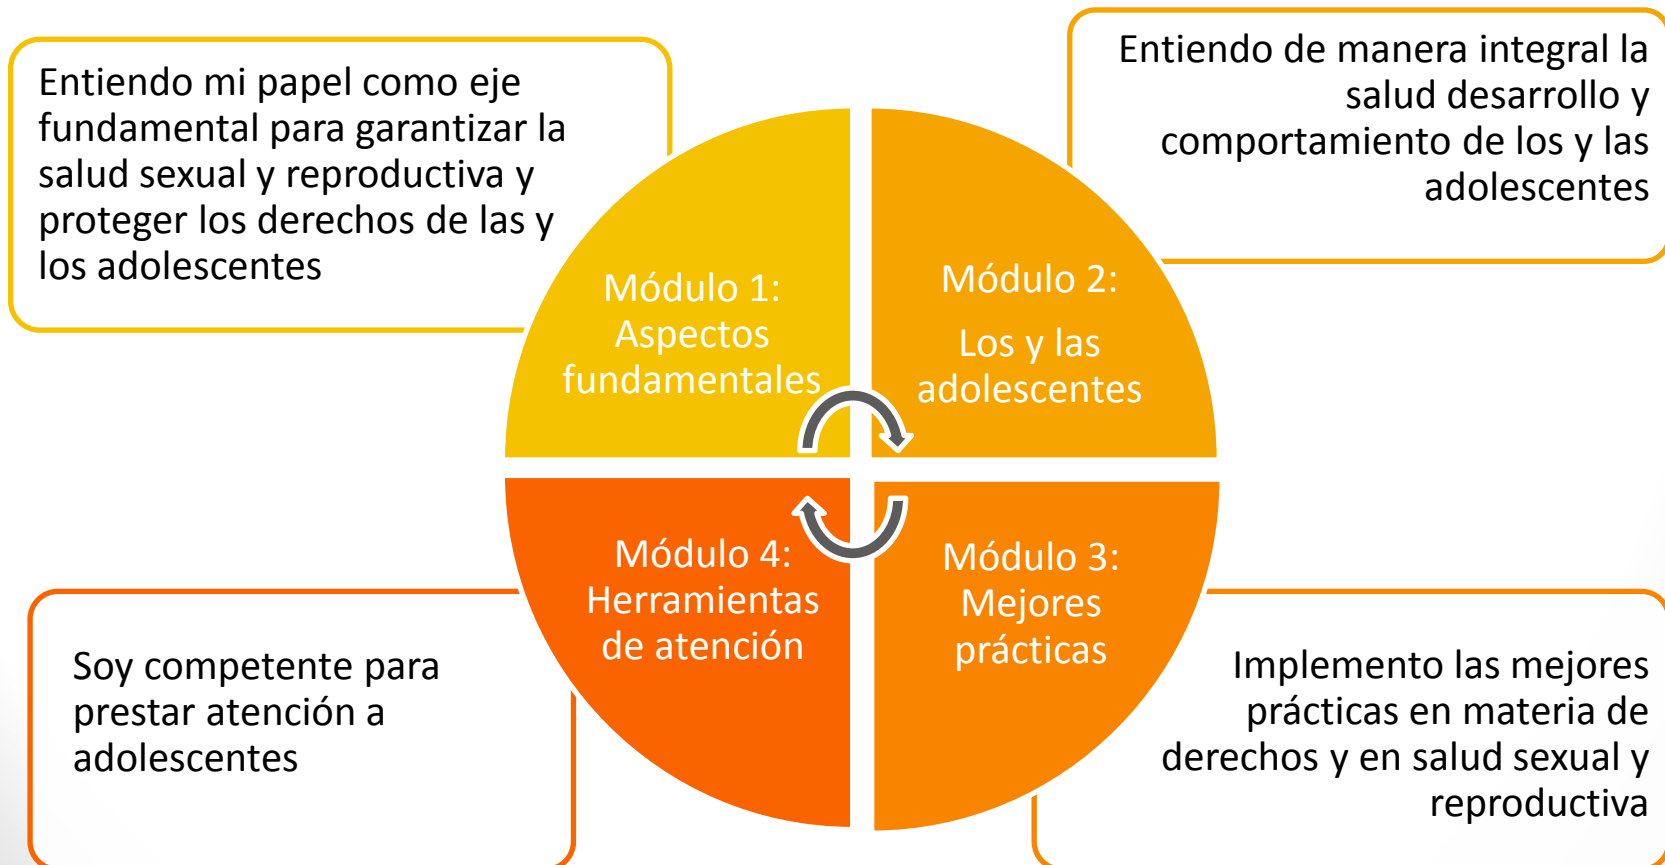 Entiendo mi papel como eje
fundamental para garantizar la
salud sexual y reproductiva y
proteger los derechos de las y
los adolescentes
Entiendo de manera integral la
salud desarrollo y
comportamiento de los y las
adolescentes
Módulo 1:
Aspectos
fundamentales
Módulo 2:
Los y las
adolescentes
Módulo 4:
Herramientas
de atención
Módulo 3:
Mejores
prácticas
Soy competente para
prestar atención a
adolescentes
Implemento las mejores
prácticas en materia de
derechos y en salud sexual y
reproductiva